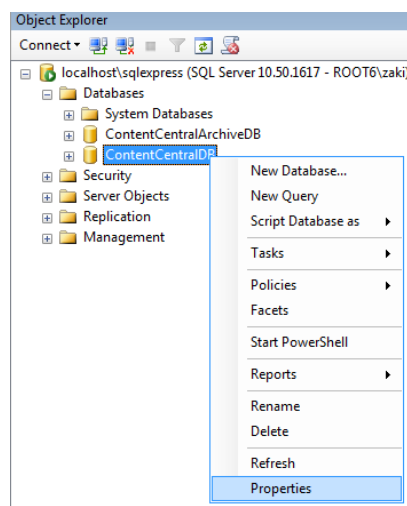 Object Explorer
Connect
localhost\sqlexpress (SQL Server 10.50.1617 - ROOT6\zaki)
Databases
System Databases
ContentCentralArchiveDB
ContentCentralDB
Security
Server Objects
Replication
Management
New Database...
New Query
Script Database as
Tasks
Policies
Facets
Start PowerShell
Reports
Rename
Delete
Refresh
Properties